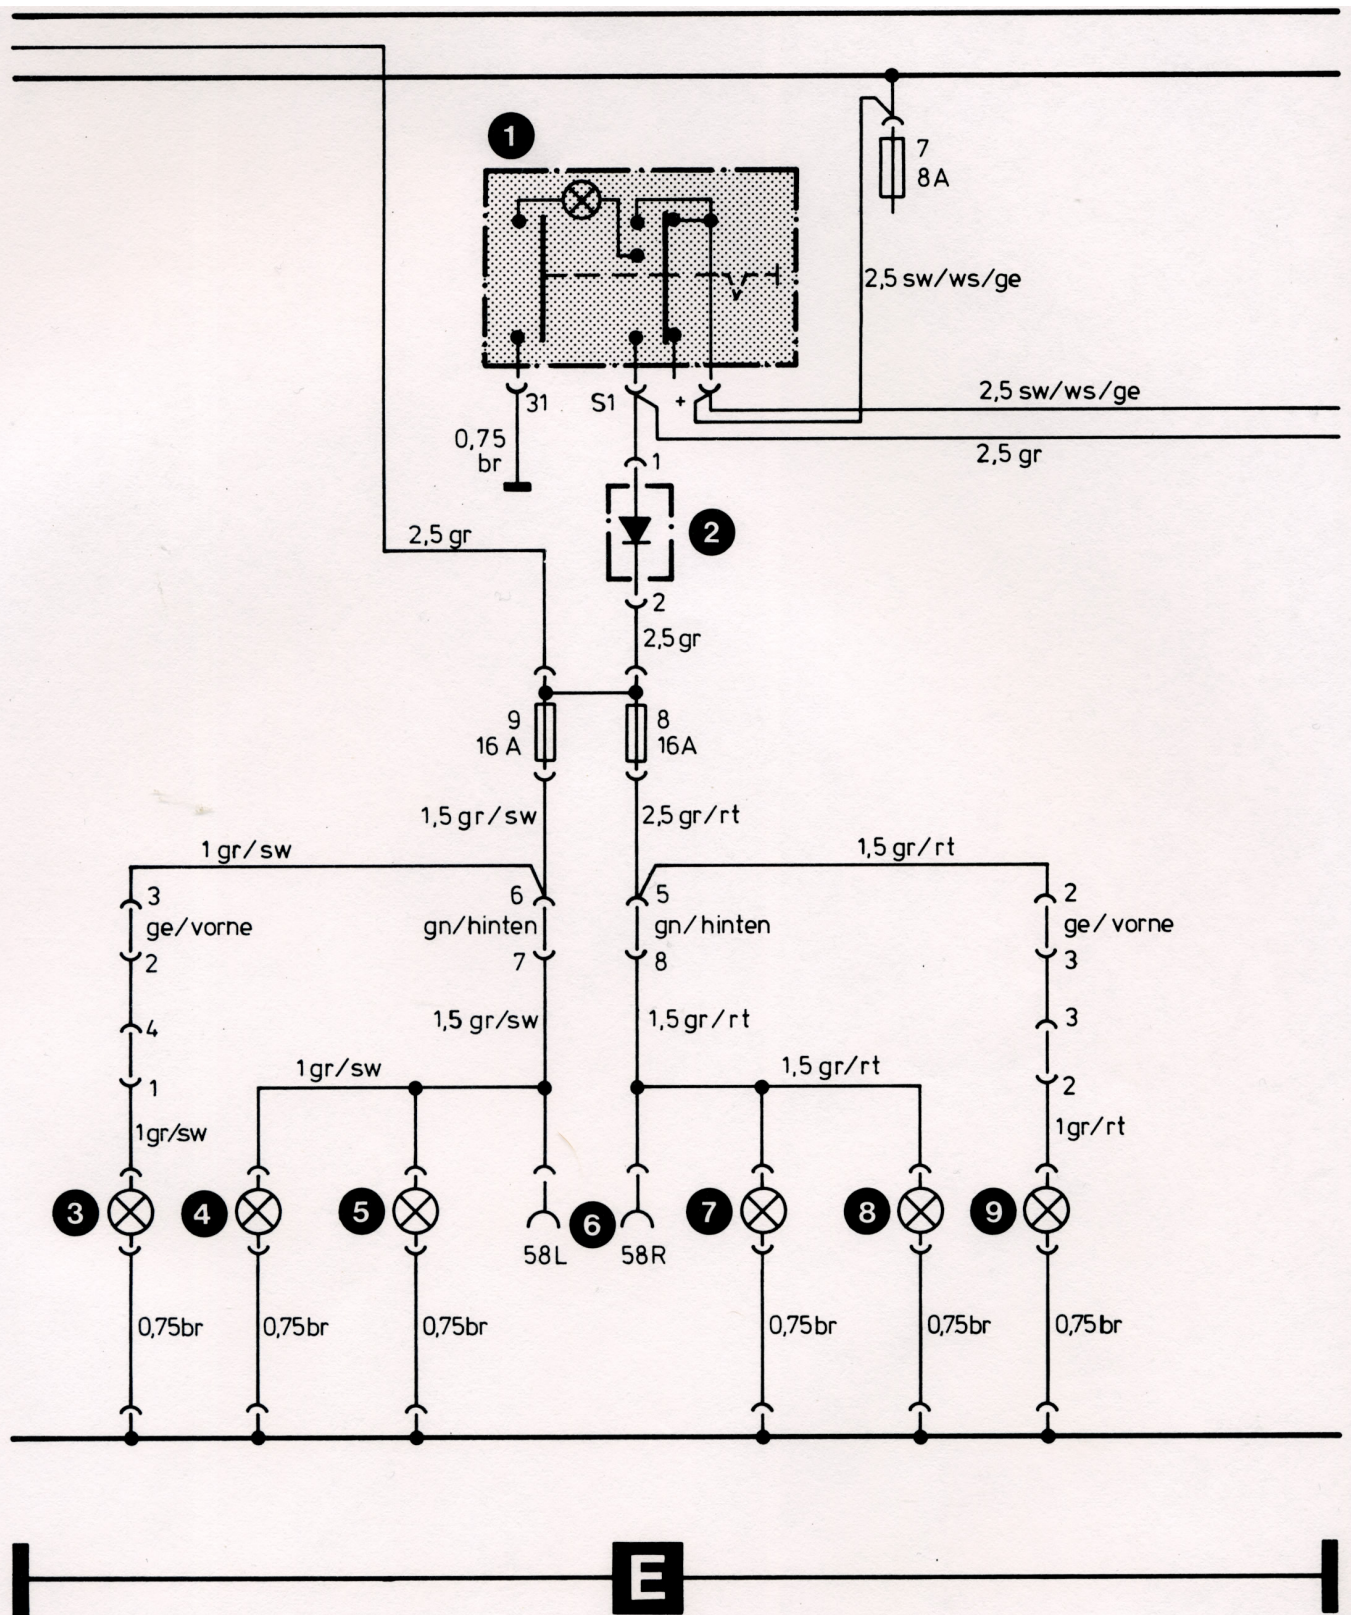 1
7
8A
2,5 sw/ws/ge
31
S1
+
2,5 sw/ws/ge
0,75
br
2,5 gr
1
2
2,5 gr
2
2,5 gr
9
16 A
8
16A
1,5 gr/sw
2,5 gr/rt
1 gr/sw
1,5 gr/rt
3
6
5
2
ge/vorne
gn/hinten
gn/hinten
ge/vorne
2
7
8
3
4
1,5 gr/sw
1,5 gr/rt
3
1
1 gr/sw
1,5 gr/rt
2
1gr/sw
1gr/rt
3
4
5
6
7
8
9
58L
58R
0,75br
0,75br
0,75br
0,75br
0,75br
0,75br
E